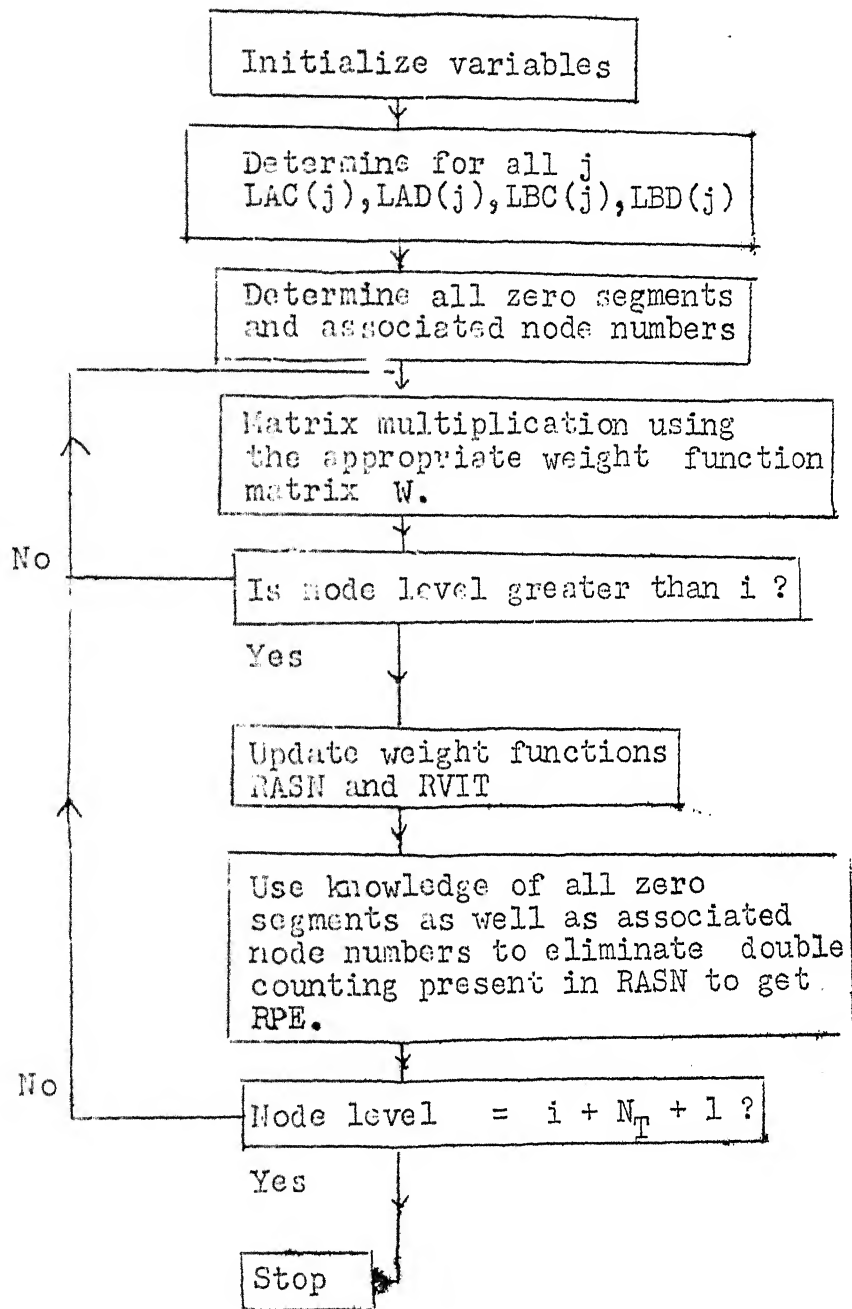 Initialize variables
Determine for all j
LAC(j),LAD(j),LBC(j),LBD(j)
Determine all zero segments
and associated node numbers
Matrix multiplication using
the appropriate weight function
matrix W.
No
Is node level greater than i ?
Yes
Update weight functions
RASN and RVIT
Use knowledge of all zero
segments as well as associated
node numbers to eliminate double
counting present in RASN to get
RPE.
No
Node level = i + N_T + 1 ?
Yes
Stop